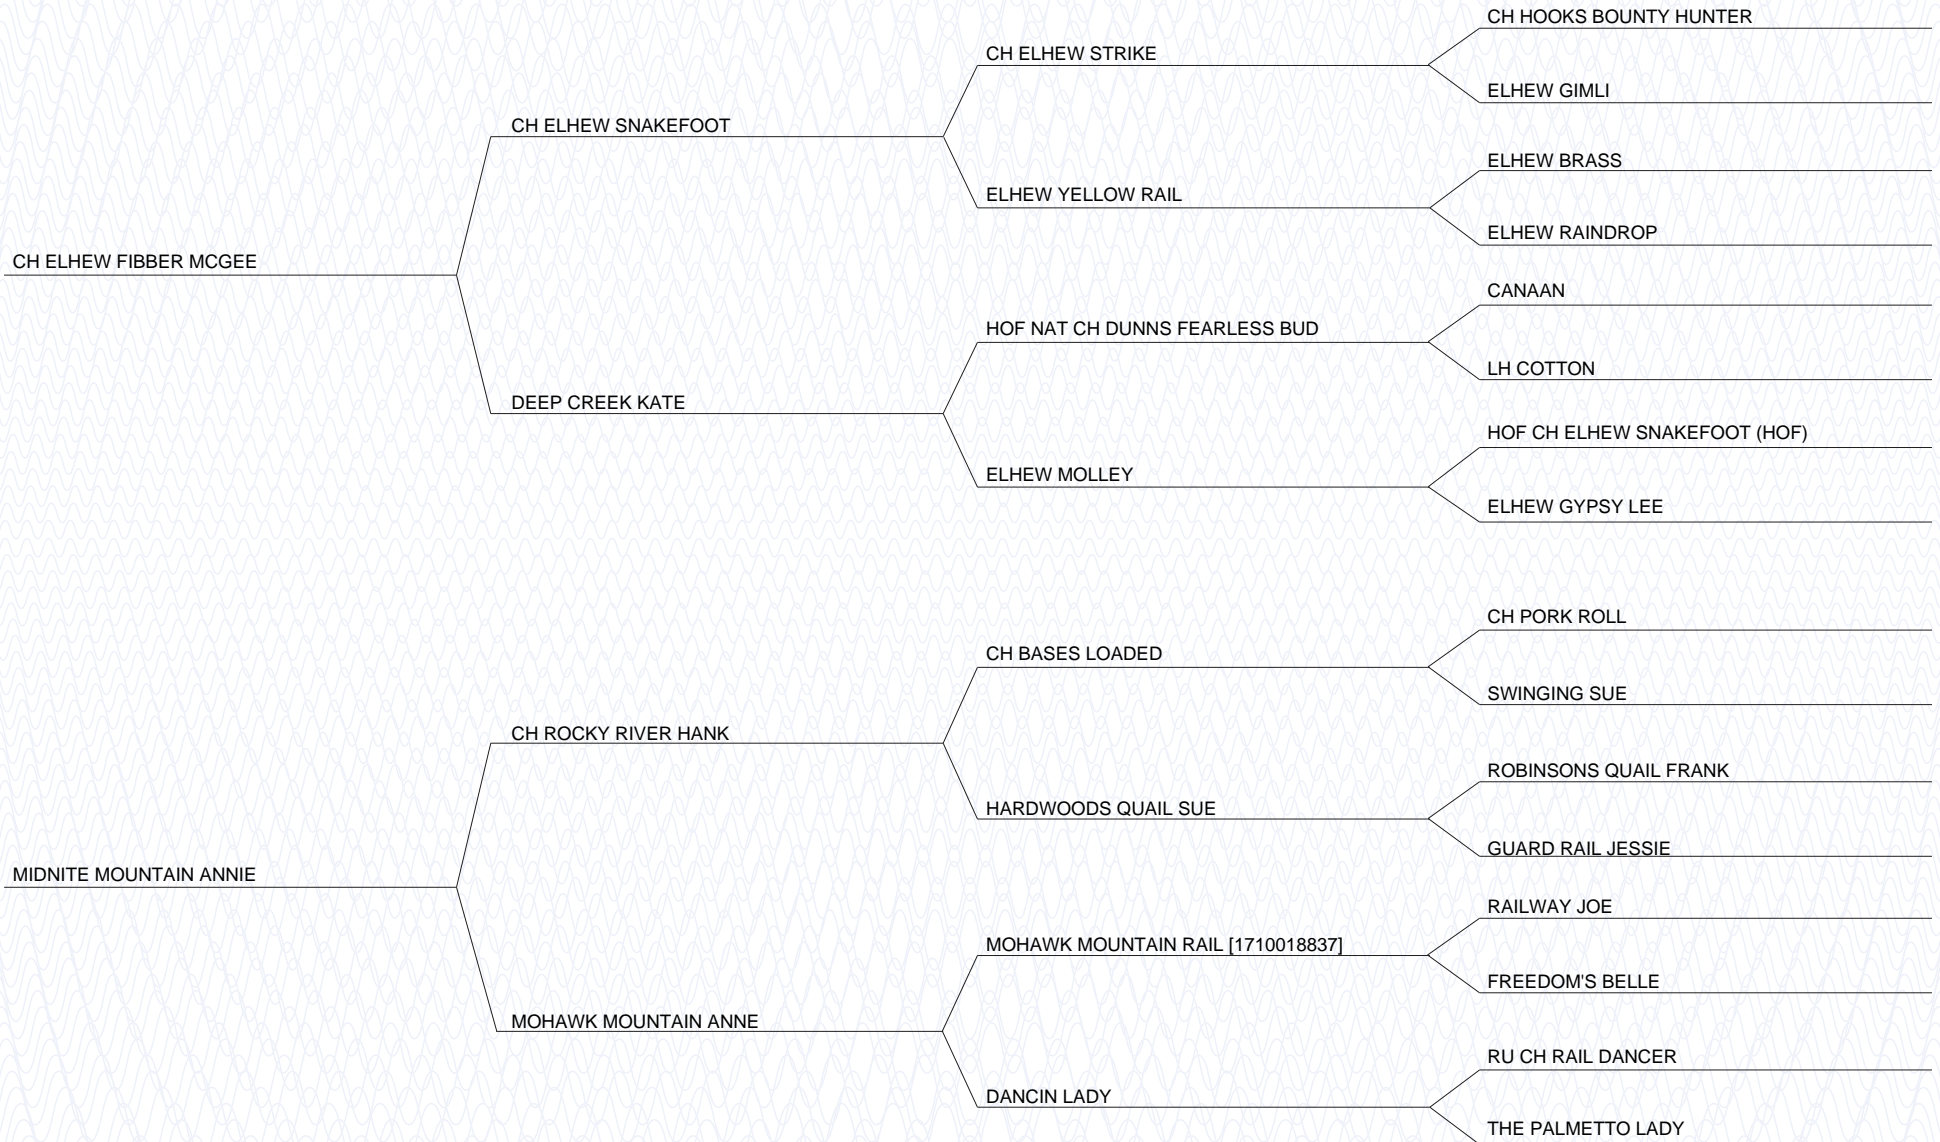 CH HOOKS BOUNTY HUNTER
CH ELHEW STRIKE
ELHEW GIMLI
CH ELHEW SNAKEFOOT
ELHEW BRASS
ELHEW YELLOW RAIL
ELHEW RAINDROP
CH ELHEW FIBBER MCGEE
CANAAN
HOF NAT CH DUNNS FEARLESS BUD
LH COTTON
DEEP CREEK KATE
HOF CH ELHEW SNAKEFOOT (HOF)
ELHEW MOLLEY
ELHEW GYPSY LEE
CH PORK ROLL
CH BASES LOADED
SWINGING SUE
CH ROCKY RIVER HANK
ROBINSONS QUAIL FRANK
HARDWOODS QUAIL SUE
GUARD RAIL JESSIE
MIDNITE MOUNTAIN ANNIE
RAILWAY JOE
MOHAWK MOUNTAIN RAIL [1710018837]
FREEDOM'S BELLE
MOHAWK MOUNTAIN ANNE
RU CH RAIL DANCER
DANCIN LADY
THE PALMETTO LADY